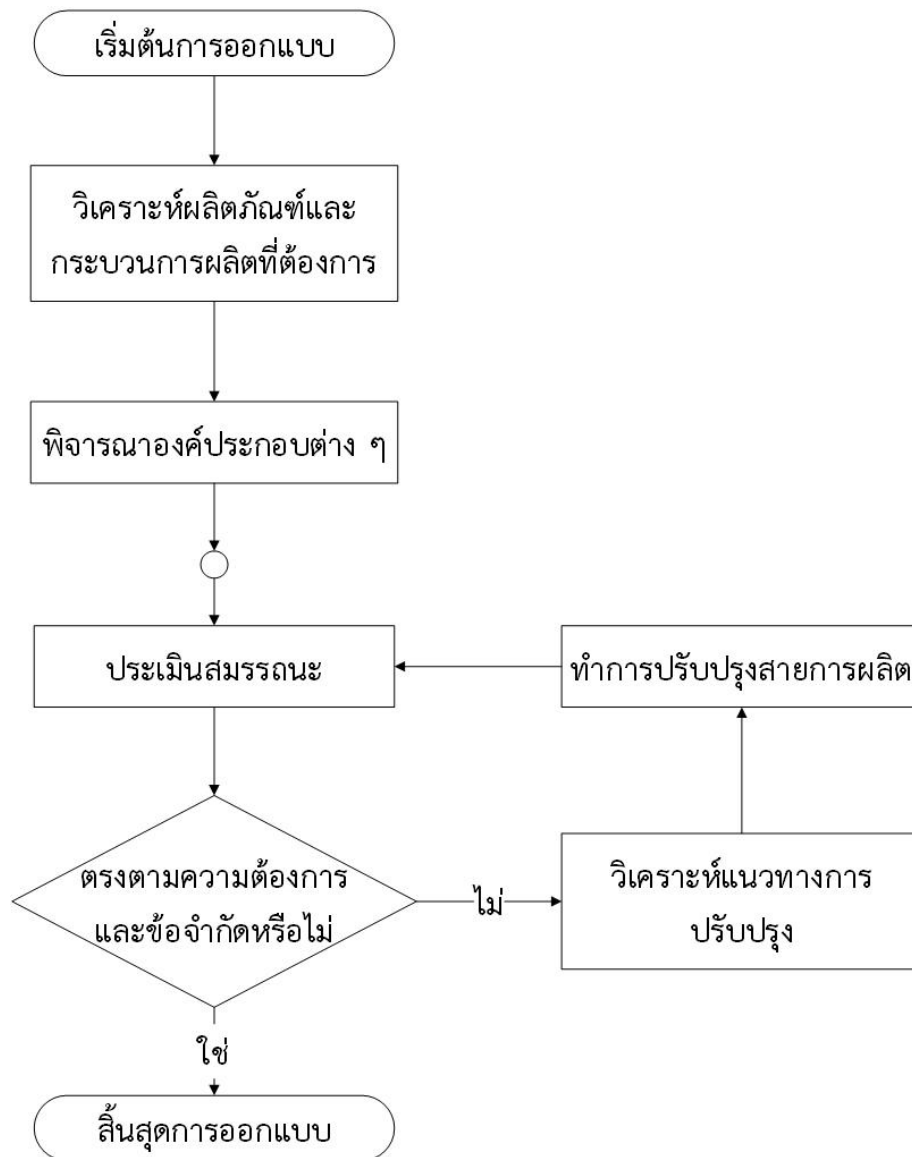 เริ่มต้นการออกแบบ
วิเคราะห์ผลิตภัณฑ์และ
กระบวนการผลิตที่ต้องการ
พิจารณาองค์ประกอบต่าง ๆ
ประเมินสมรรถนะ
ทำการปรับปรุงสายการผลิต
ตรงตามความต้องการ
และข้อจำกัดหรือไม่
ไม่
วิเคราะห์แนวทางการ
ปรับปรุง
ใช่
สิ้นสุดการออกแบบ